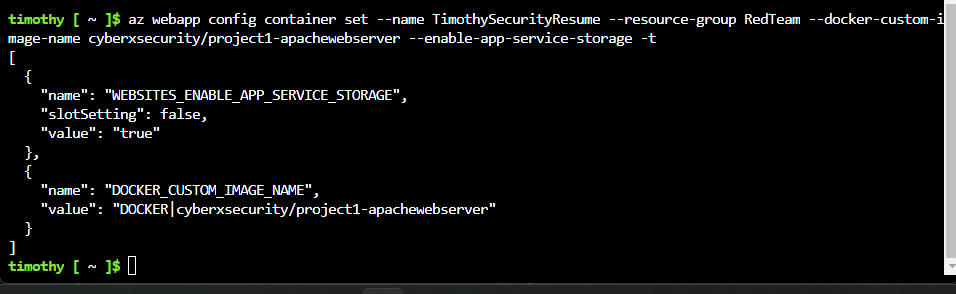 timothy [ ~ ]$ az webapp config container set --name TimothySecurityResume --resource-group RedTeam --docker-custom-i
mage-name cyberxsecurity/project1-apachewebserver --enable-app-service-storage -t
[
  {
    "name": "WEBSITES_ENABLE_APP_SERVICE_STORAGE",
    "slotSetting": false,
    "value": "true"
  },
  {
    "name": "DOCKER_CUSTOM_IMAGE_NAME",
    "value": "DOCKER|cyberxsecurity/project1-apachewebserver"
  }
]
timothy [ ~ ]$